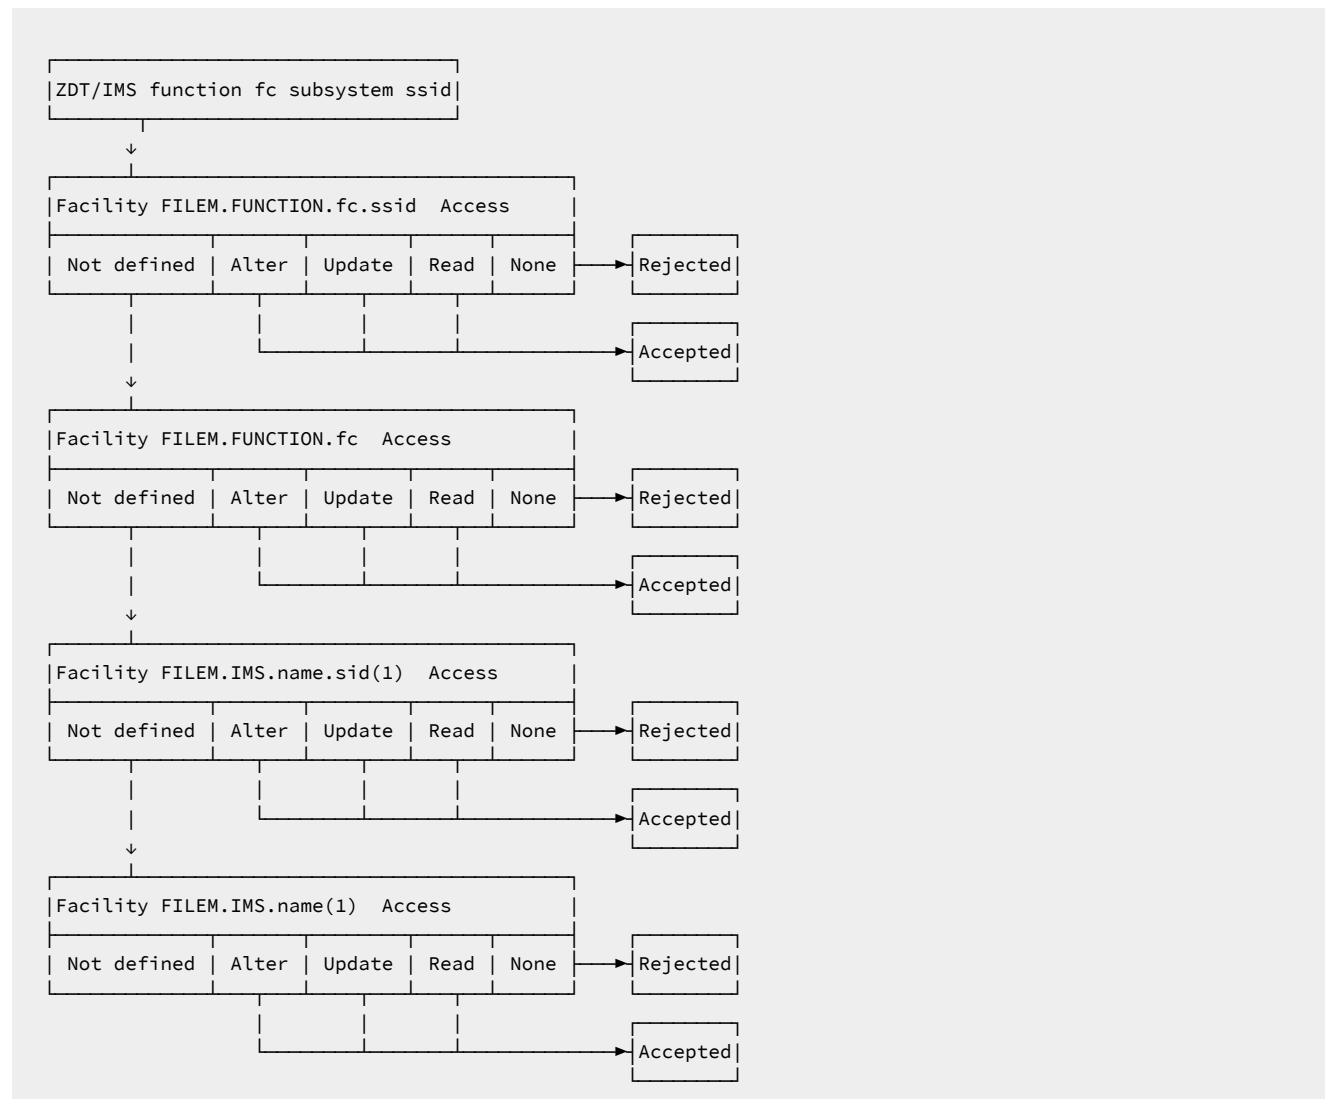 ZDT/IMS function fc subsystem ssid
Facility FILEM.FUNCTION.fc.ssid Access
Not defined | Alter | Update | Read | None Rejected
Accepted
Facility FILEM.FUNCTION.fc Access
Not defined | Alter | Update | Read | None Rejected
Accepted
Facility FILEM.IMS.name.sid(1) Access
Not defined | Alter | Update | Read | None Rejected
Accepted
Facility FILEM.IMS.name(1) Access
Not defined | Alter | Update | Read | None Rejected
Accepted